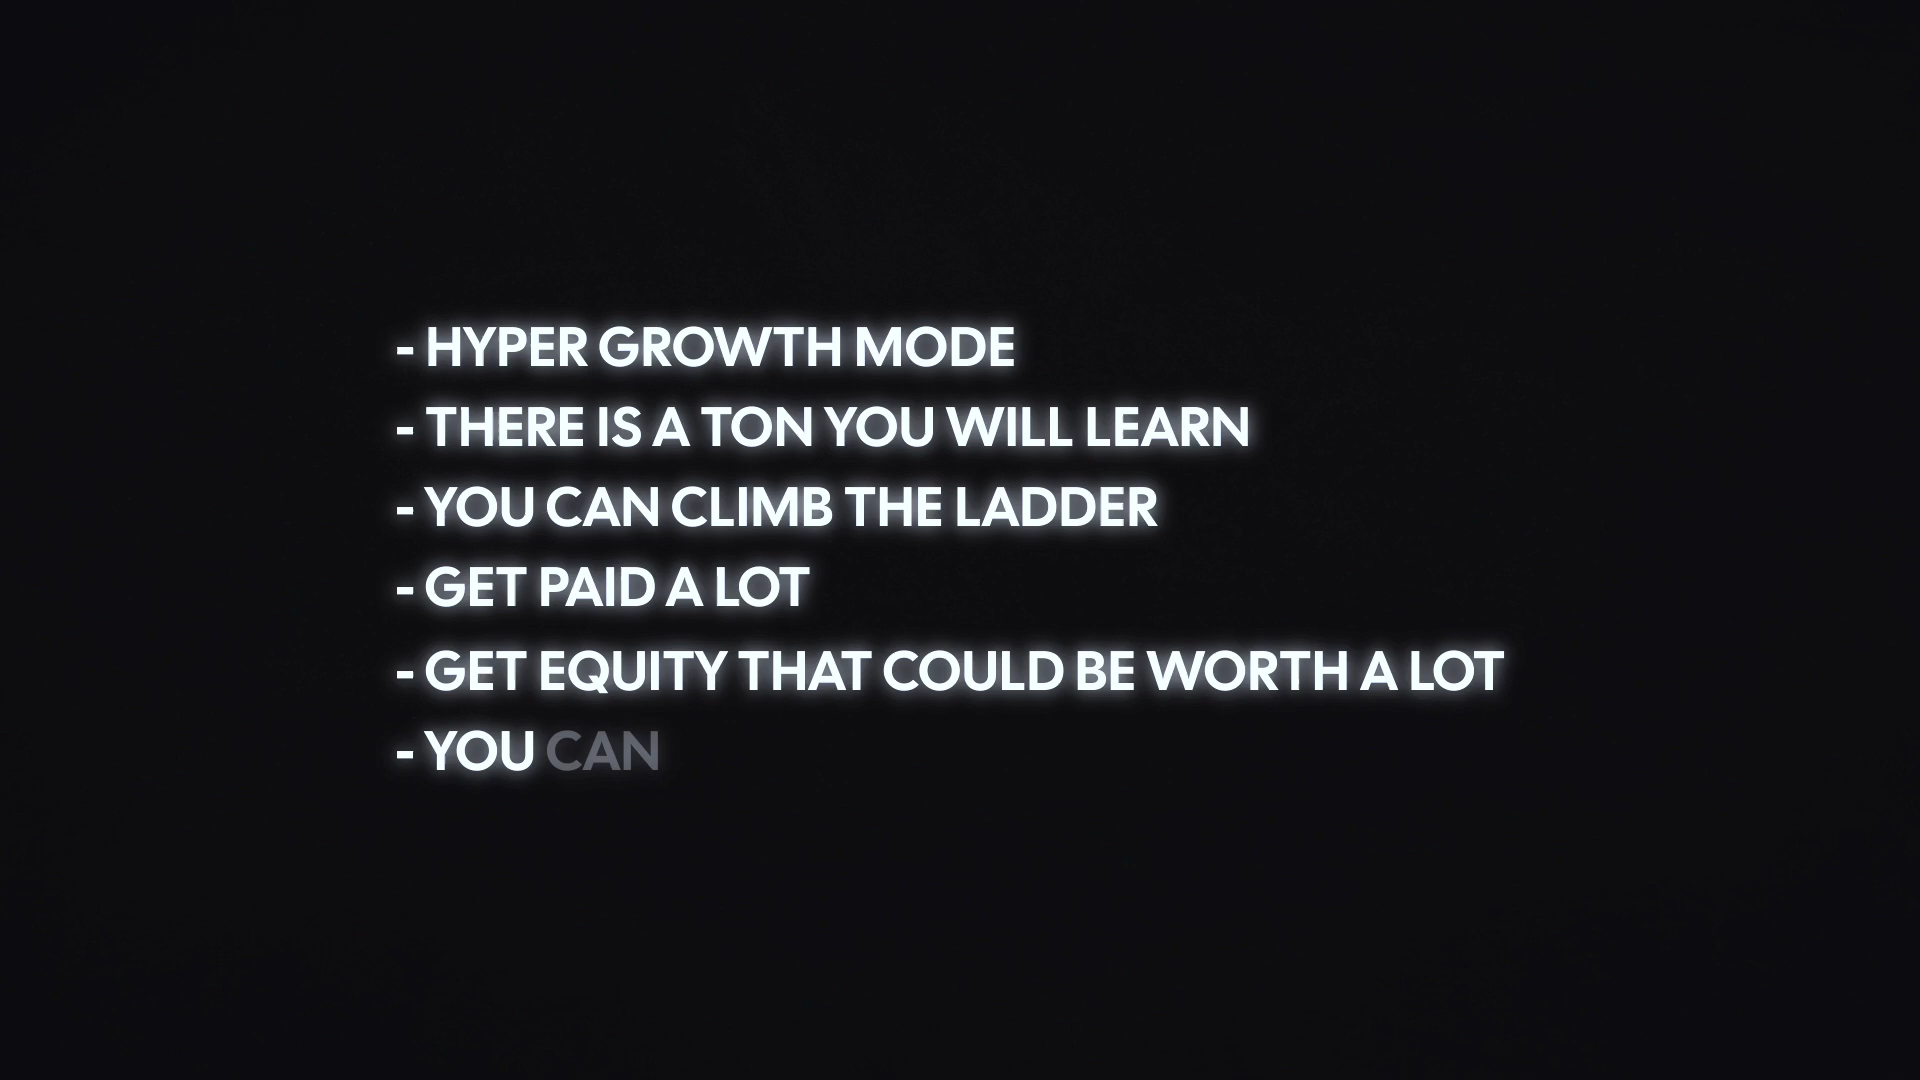 - HYPER GROWTH MODE
- THERE IS A TON YOU WILL LEARN
- YOU CAN CLIMB THE LADDER
- GET PAID A LOT
- GET EQUITY THAT COULD BE WORTH A LOT
- YOU CAN